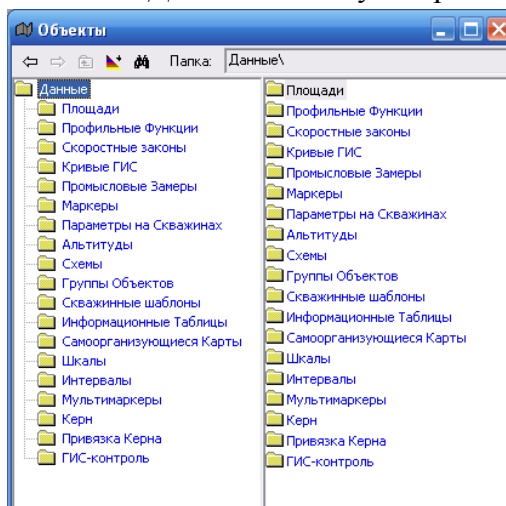 Объекты
Папка: Данные\
Данные
Площади
Профильные Функции
Скоростные законы
Кривые ГИС
Промысловые Замеры
Маркеры
Параметры на Скважинах
Альтитуды
Схемы
Группы Объектов
Скважинные шаблоны
Информационные Таблицы
Самоорганизующиеся Карты
Шкалы
Интервалы
Мультимаркеры
Керн
Привязка Керна
ГИС-контроль
Площади
Профильные Функции
Скоростные законы
Кривые ГИС
Промысловые Замеры
Маркеры
Параметры на Скважинах
Альтитуды
Схемы
Группы Объектов
Скважинные шаблоны
Информационные Таблицы
Самоорганизующиеся Карты
Шкалы
Интервалы
Мультимаркеры
Керн
Привязка Керна
ГИС-контроль